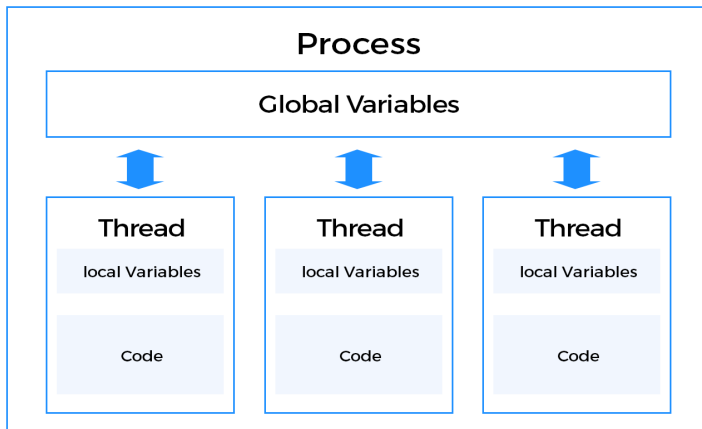 Process
Global Variables
Thread
local Variables
Code
Thread
local Variables
Code
Thread
local Variables
Code